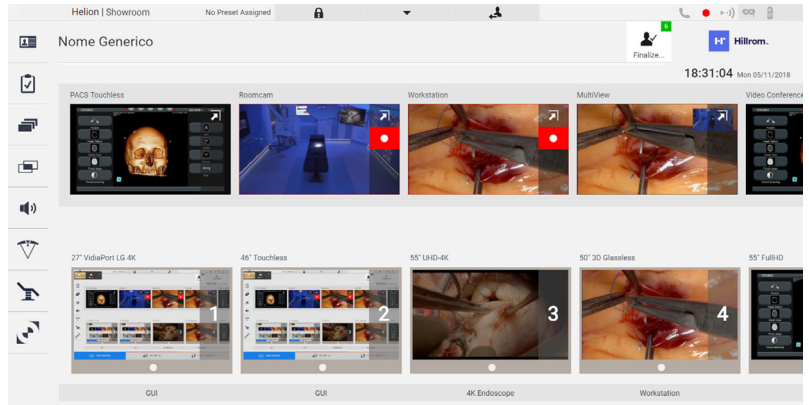 Helion | Showroom
No Preset Assigned
Nome Generico
6
Finalize...
Hillrom.
18:31:04 Mon 05/11/2018
PACS Touchless
Roomcam
Workstation
MultiView
Video Conference
27" VidiaPort LG 4K
46" Touchless
55" UHD-4K
50" 3D Glassless
55" FullHD
1
2
3
4
GUI
GUI
4K Endoscope
Workstation